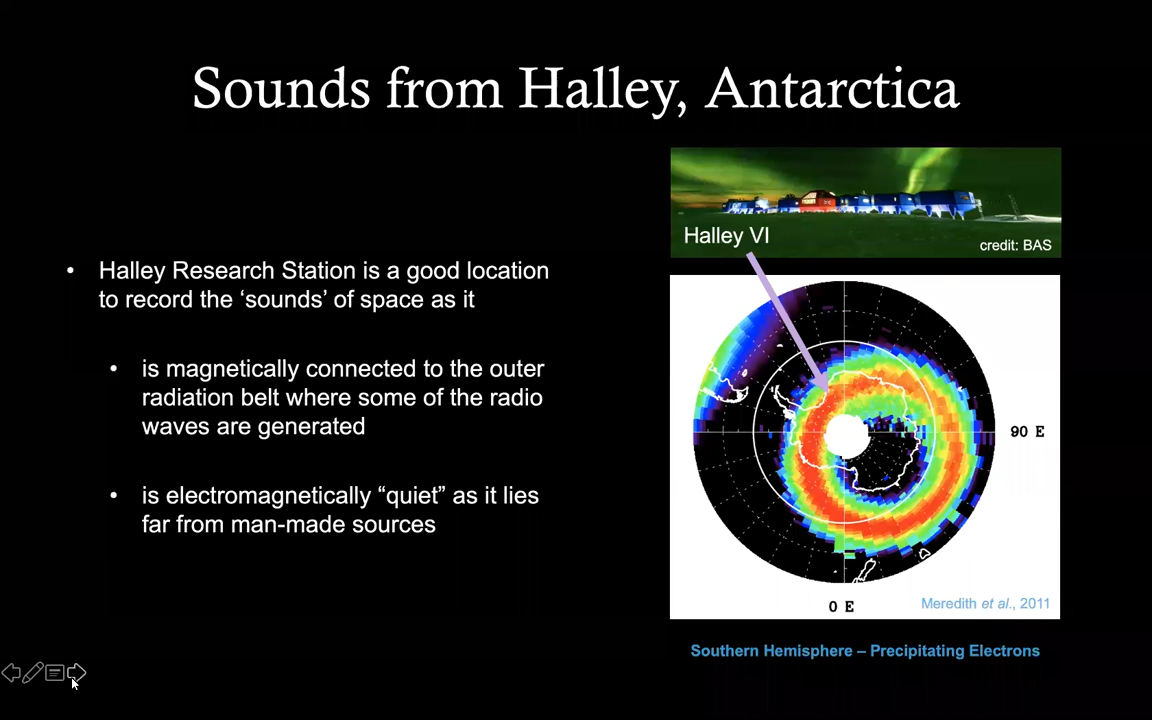 Sounds from Halley, Antarctica
Halley VI
credit: BAS
• Halley Research Station is a good location
to record the ‘sounds’ of space as it
• is magnetically connected to the outer
radiation belt where some of the radio
waves are generated
• is electromagnetically “quiet” as it lies
far from man-made sources
90 E
0 E
Meredith et al., 2011
Southern Hemisphere – Precipitating Electrons